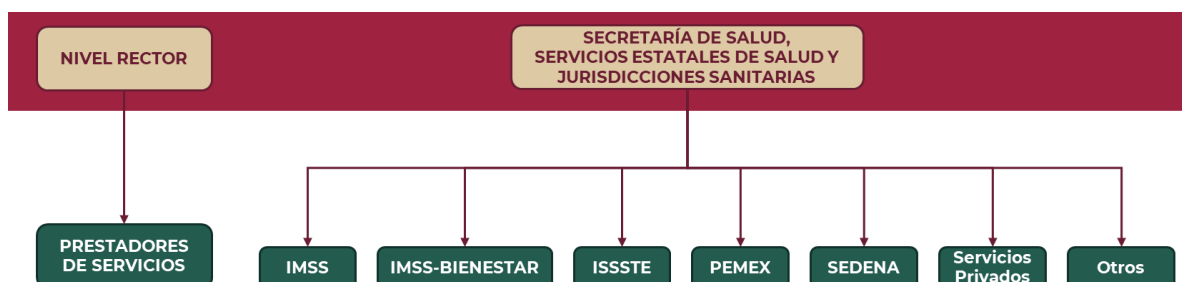 NIVEL RECTOR
SECRETARÍA DE SALUD,
SERVICIOS ESTATALES DE SALUD Y
JURISDICCIONES SANITARIAS
PRESTADORES
DE SERVICIOS
IMSS
IMSS-BIENESTAR
ISSSTE
PEMEX
SEDENA
Servicios
Privados
Otros